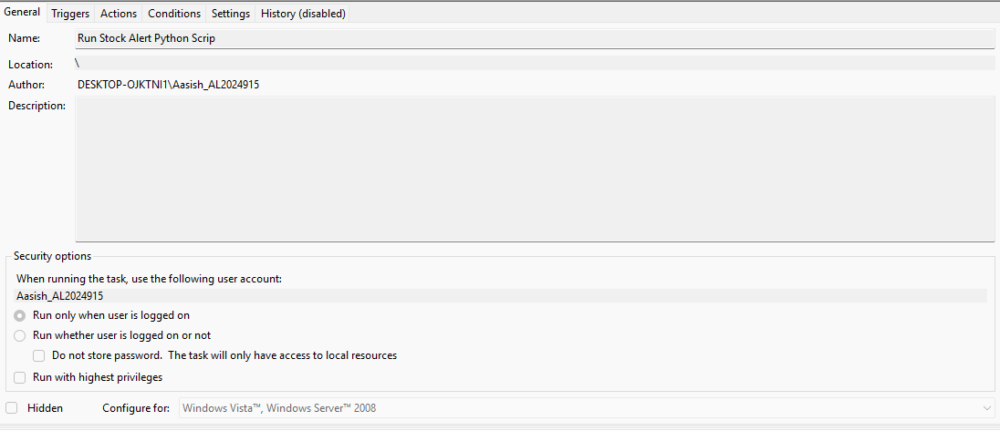 General Triggers Actions Conditions Settings History (disabled)
Name: Run Stock Alert Python Scrip
Location: \
Author: DESKTOP-OJKTNI1\Aasish_AL2024915
Description:
Security options
When running the task, use the following user account:
Aasish_AL2024915
Run only when user is logged on
Run whether user is logged on or not
Do not store password. The task will only have access to local resources
Run with highest privileges
Hidden Configure for: Windows Vista™, Windows Server™ 2008